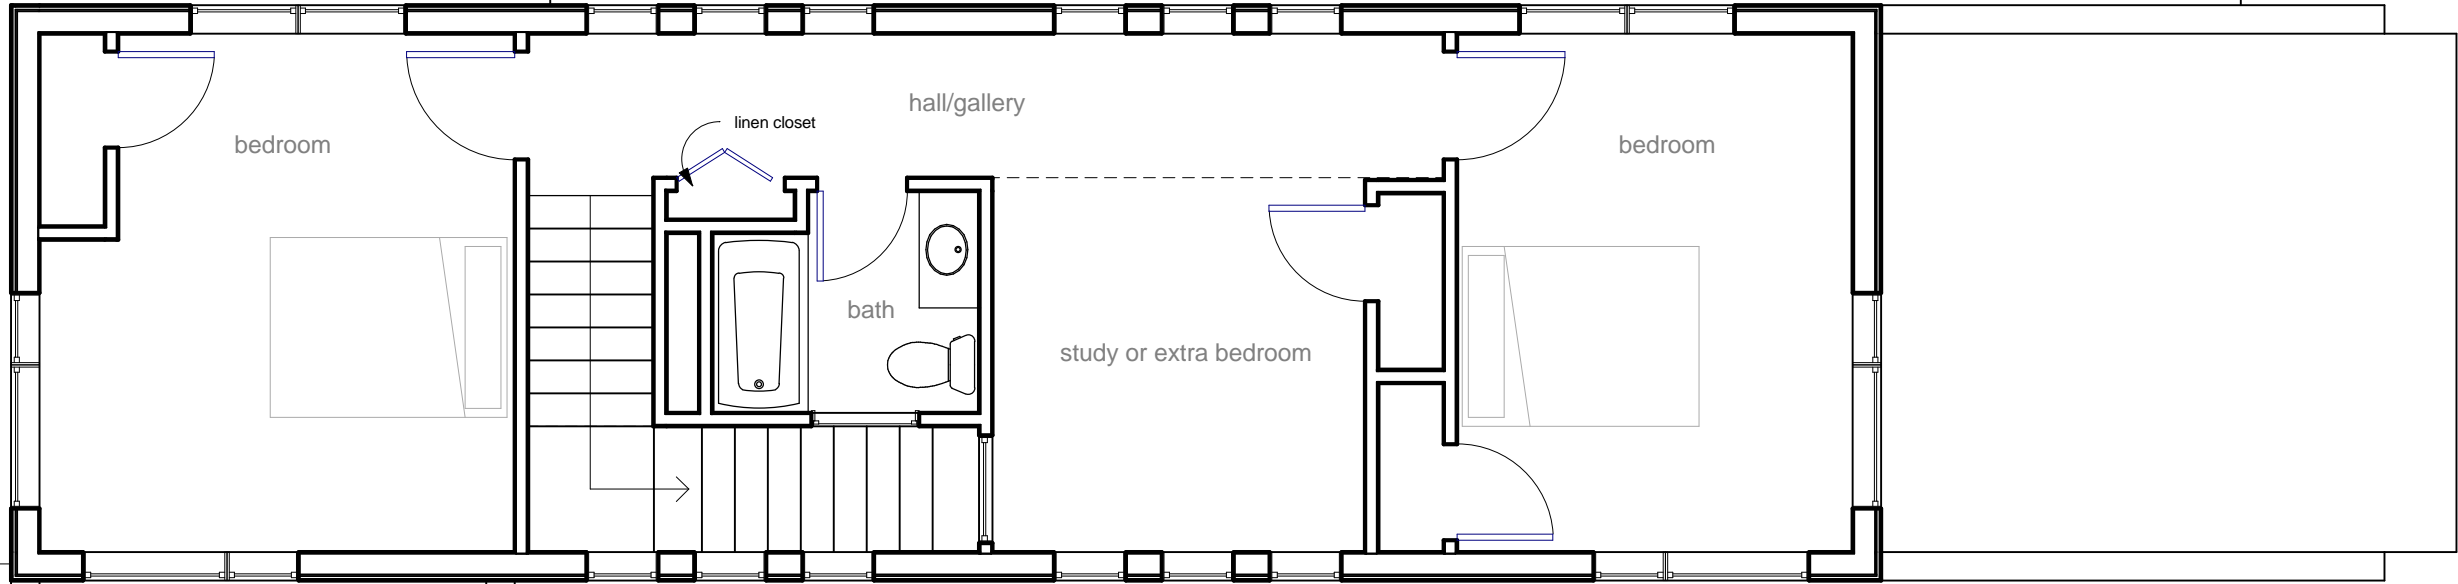 hall/gallery
linen closet
bedroom
bedroom
bath
study or extra bedroom